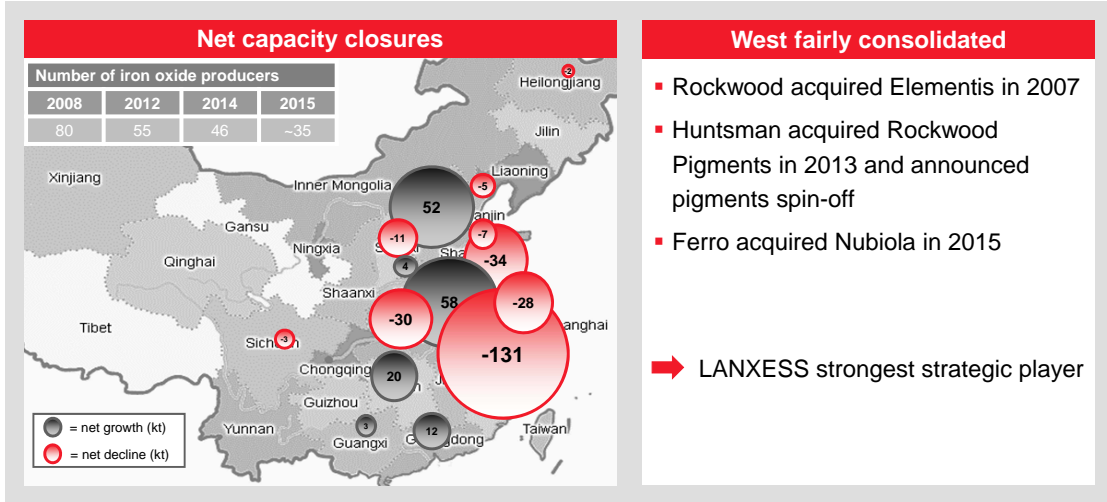 Net capacity closures
Number of iron oxide producers
2008 2012 2014 2015
80 55 46 ~35
-2
Heilongjiang
Jilin
Xinjiang
Inner Mongolia
Liaoning
-5
52
anjin
Gansu
-11
-7
Ningxia
Sha
-34
Qinghai
4
Shaanxi
58
-28
-30
anghai
Tibet
-3
-131
Chongqing
20
Guizhou
Yunnan
3
12
Guangxi
Taiwan
= net growth (kt)
= net decline (kt)
West fairly consolidated
▪ Rockwood acquired Elementis in 2007
▪ Huntsman acquired Rockwood
Pigments in 2013 and announced
pigments spin-off
▪ Ferro acquired Nubiola in 2015
LANXESS strongest strategic player